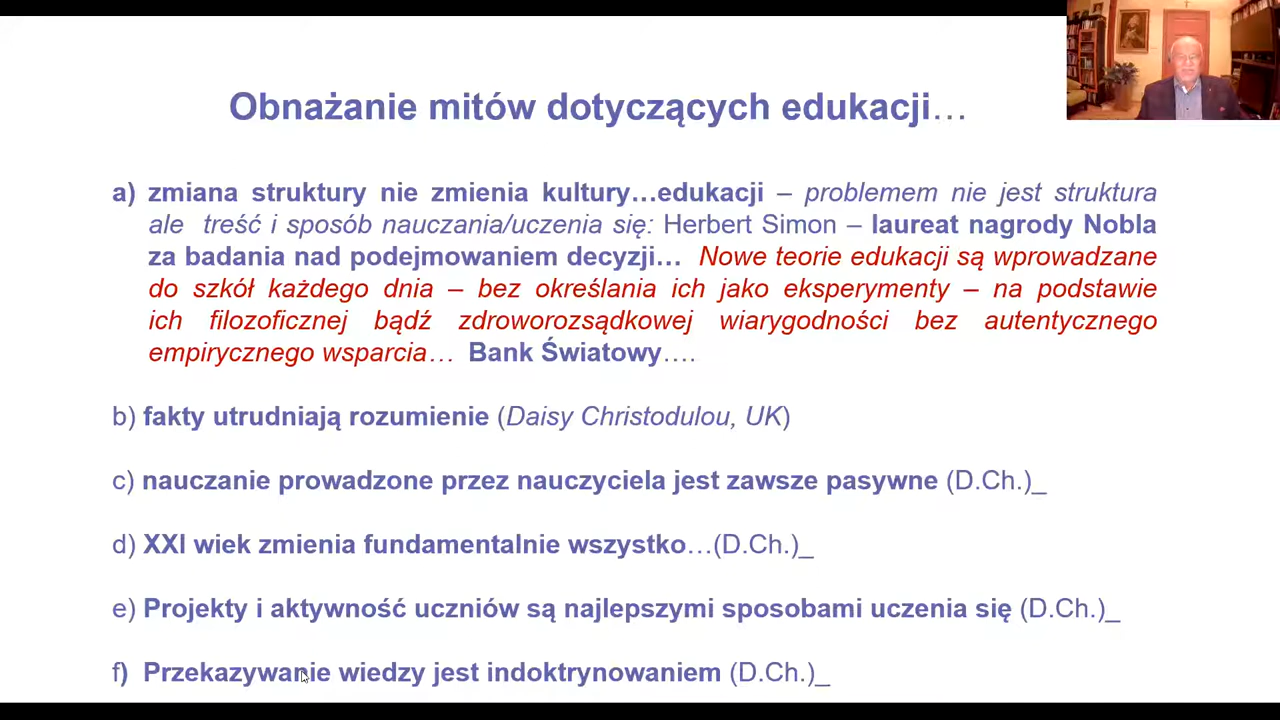 Obnażanie mitów dotyczących edukacji…
a) zmiana struktury nie zmienia kultury…edukacji – problemem nie jest struktura
ale treść i sposób nauczania/uczenia się: Herbert Simon – laureat nagrody Nobla
za badania nad podejmowaniem decyzji… Nowe teorie edukacji są wprowadzane
do szkół każdego dnia – bez określania ich jako eksperymenty – na podstawie
ich filozoficznej bądź zdroworozsądkowej wiarygodności bez autentycznego
empirycznego wsparcia… Bank Światowy….
b) fakty utrudniają rozumienie (Daisy Christodulou, UK)
c) nauczanie prowadzone przez nauczyciela jest zawsze pasywne (D.Ch.)_
d) XXI wiek zmienia fundamentalnie wszystko…(D.Ch.)_
e) Projekty i aktywność uczniów są najlepszymi sposobami uczenia się (D.Ch.)_
f) Przekazywanie wiedzy jest indoktrynowaniem (D.Ch.)_